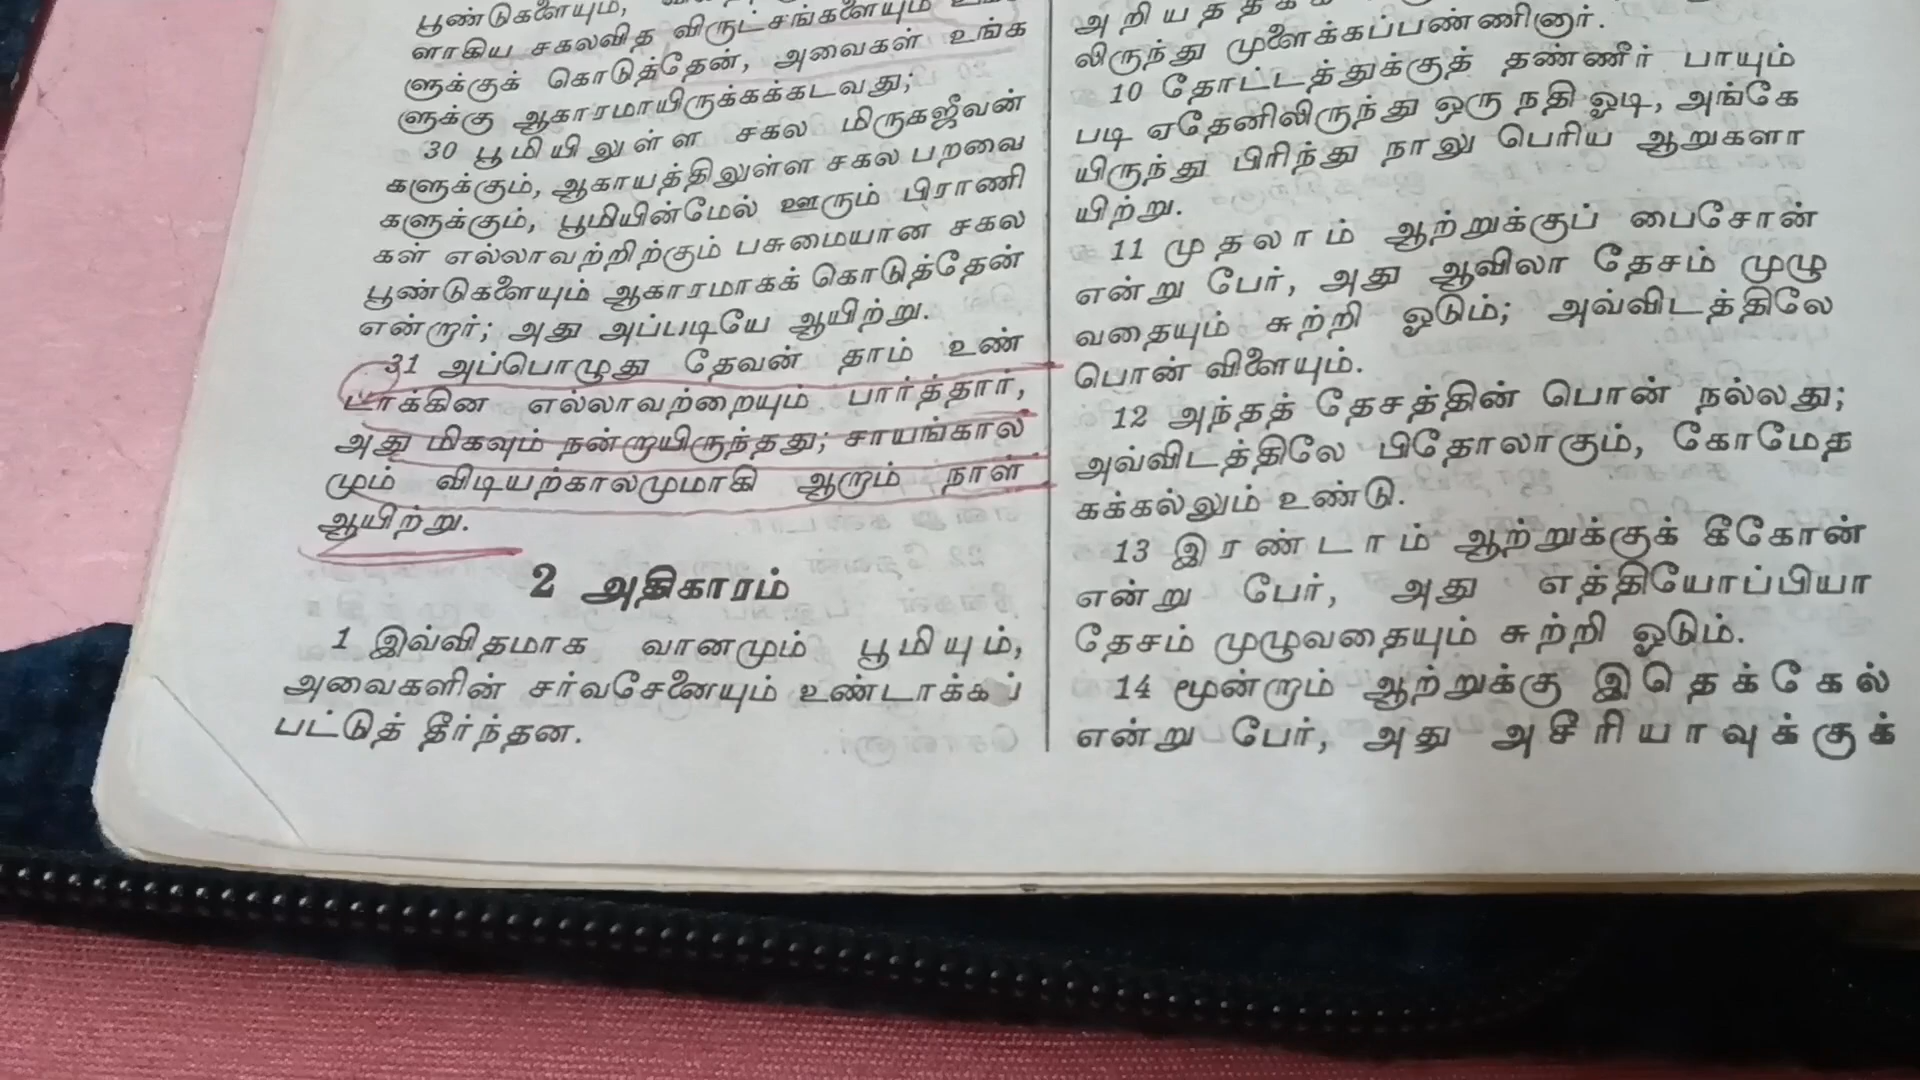 பூண்டுகளையும்,
ளாகிய சகலவித விருட்சங்களையும்
ளுக்குக் கொடுத்தேன், அவைகள் உங்க
ளுக்கு ஆகாரமாயிருக்கக்கடவது;
30 பூமியிலுள்ள சகல மிருகஜீவன்
களுக்கும், ஆகாயத்திலுள்ள சகல பறவை
களுக்கும், பூமியின்மேல் ஊரும் பிராணி
கள் எல்லாவற்றிற்கும் பசுமையான சகல
பூண்டுகளையும் ஆகாரமாகக் கொடுத்தேன்
என்றார்; அது அப்படியே ஆயிற்று.
31 அப்பொழுது தேவன் தாம் உண்
டாக்கின எல்லாவற்றையும் பார்த்தார்,
அது மிகவும் நன்றாயிருந்தது; சாயங்கால
மும் விடியற்காலமுமாகி ஆறாம் நாள்
ஆயிற்று.
2 அதிகாரம்
1 இவ்விதமாக வானமும் பூமியும்,
அவைகளின் சர்வசேனையும் உண்டாக்கப்
பட்டுத் தீர்ந்தன.
லிருந்து முளைக்கப்பண்ணினார்.
10 தோட்டத்துக்குத் தண்ணீர் பாயும்
படி ஏதேனிலிருந்து ஒரு நதி ஓடி, அங்கே
யிருந்து பிரிந்து நாலு பெரிய ஆறுகளா
யிற்று.
11 முதலாம் ஆற்றுக்குப் பைசோன்
என்று பேர், அது ஆவிலா தேசம் முழு
வதையும் சுற்றி ஓடும்; அவ்விடத்திலே
பொன் விளையும்.
12 அந்தத் தேசத்தின் பொன் நல்லது;
அவ்விடத்திலே பிதோலாகும், கோமேத
கக்கல்லும் உண்டு.
13 இரண்டாம் ஆற்றுக்குக் கீகோன்
என்று பேர், அது எத்தியோப்பியா
தேசம் முழுவதையும் சுற்றி ஓடும்.
14 மூன்றாம் ஆற்றுக்கு இதெக்கேல்
என்று பேர், அது அசீரியாவுக்குக்